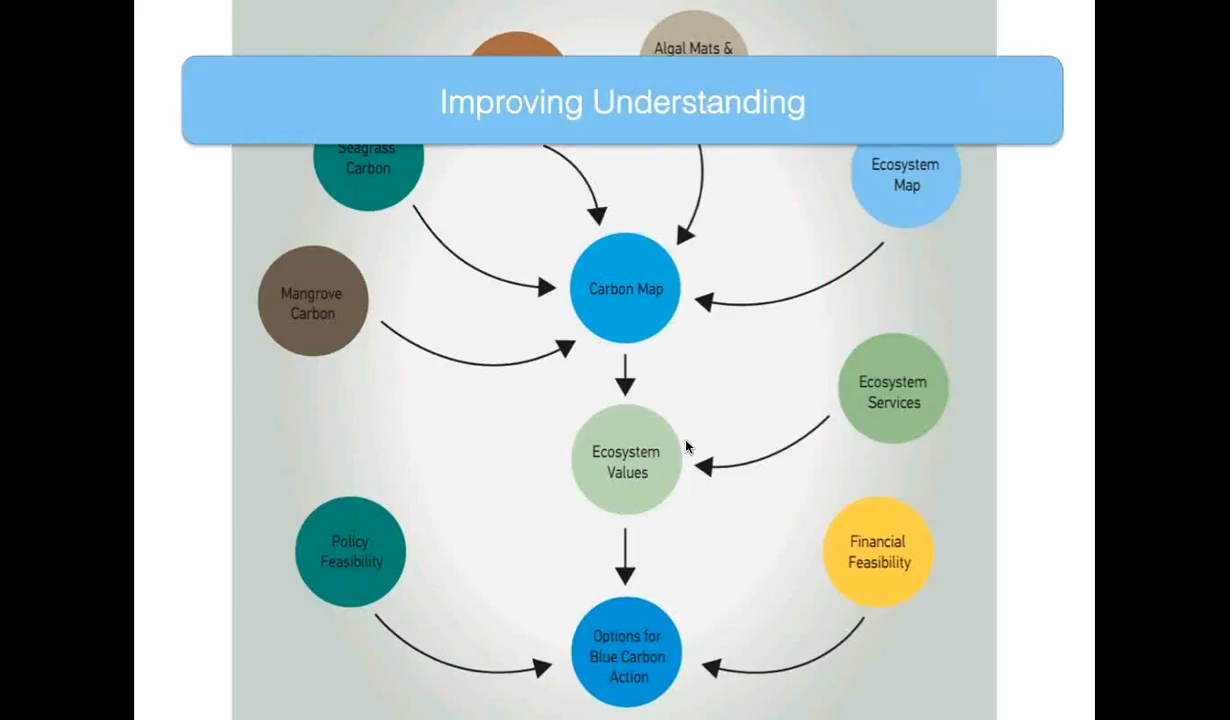 Algal Mats &
Improving Understanding
Seagrass
Carbon
Ecosystem
Map
Mangrove
Carbon
Carbon Map
Ecosystem
Services
Ecosystem
Values
Policy
Feasibility
Financial
Feasibility
Options for
Blue Carbon
Action